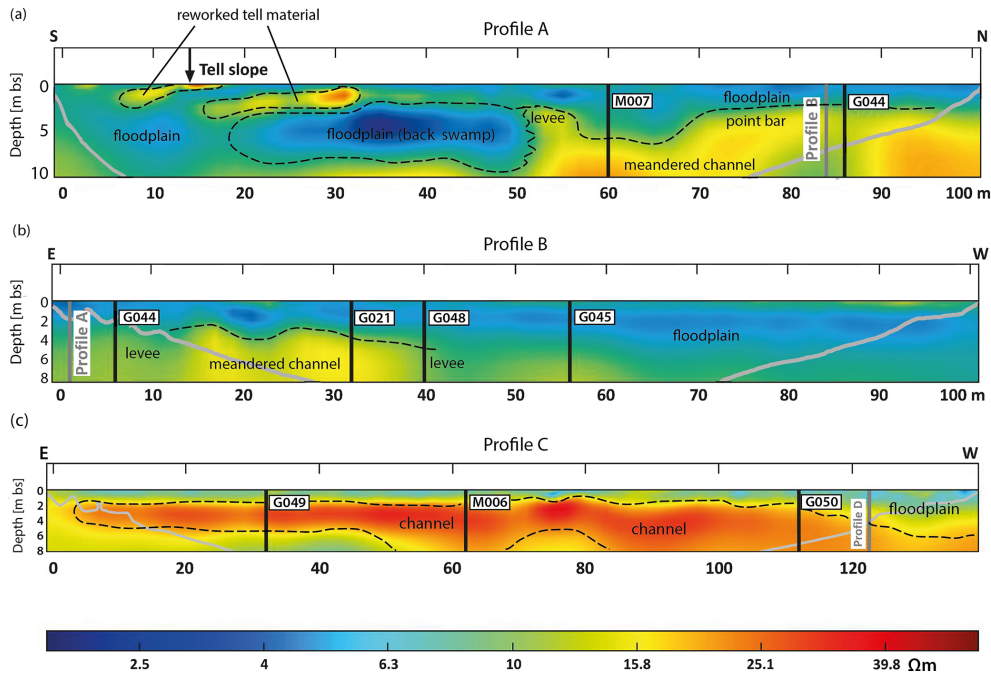 (a)
reworked tell material
Profile A
S
N
Tell slope
Depth [m bs]
0
5
10
floodplain
floodplain (back swamp)
levee
M007
meandered channel
floodplain
point bar
Profile B
G044
0 10 20 30 40 50 60 70 80 90 100 m
(b)
Profile B
E
W
Depth [m bs]
0
2
4
6
8
Profile A
G044
levee
meandered channel
G021
G048
levee
G045
floodplain
0 10 20 30 40 50 60 70 80 90 100 m
(c)
Profile C
E
W
Depth [m bs]
0
2
4
6
8
G049
channel
M006
channel
G050
Profile D
floodplain
0 20 40 60 80 100 120
2.5 4 6.3 10 15.8 25.1 39.8 Ωm